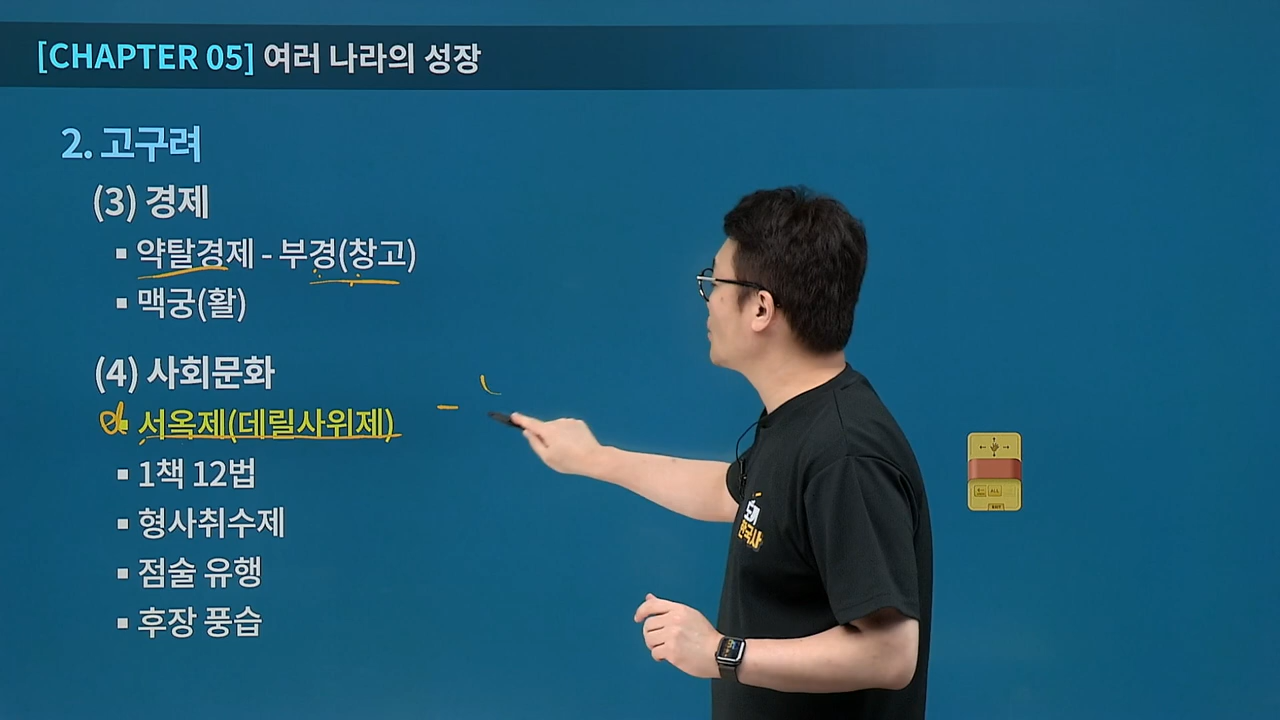 [CHAPTER 05] 여러 나라의 성장
2. 고구려
(3) 경제
▪ 약탈경제 - 부경(창고)
▪ 맥궁(활)
(4) 사회문화
▪ 서옥제(데릴사위제)
▪ 1책 12법
▪ 형사취수제
▪ 점술 유행
▪ 후장 풍습
한국사